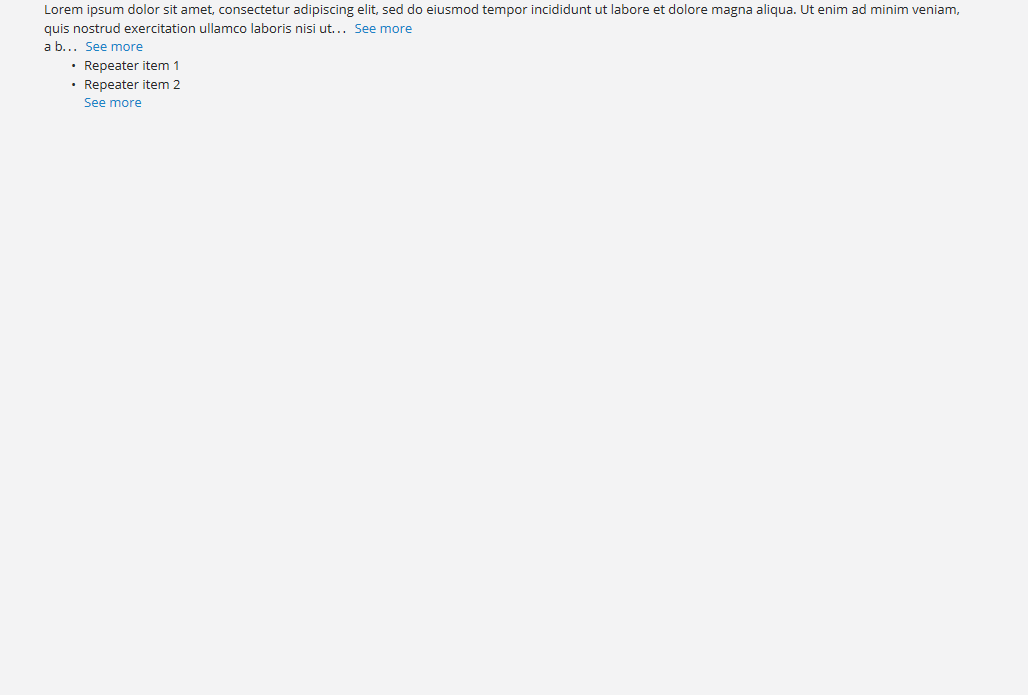 Lorem ipsum dolor sit amet, consectetur adipiscing elit, sed do eiusmod tempor incididunt ut labore et dolore magna aliqua. Ut enim ad minim veniam,
quis nostrud exercitation ullamco laboris nisi ut... See more
a b... See more
• Repeater item 1
• Repeater item 2
See more